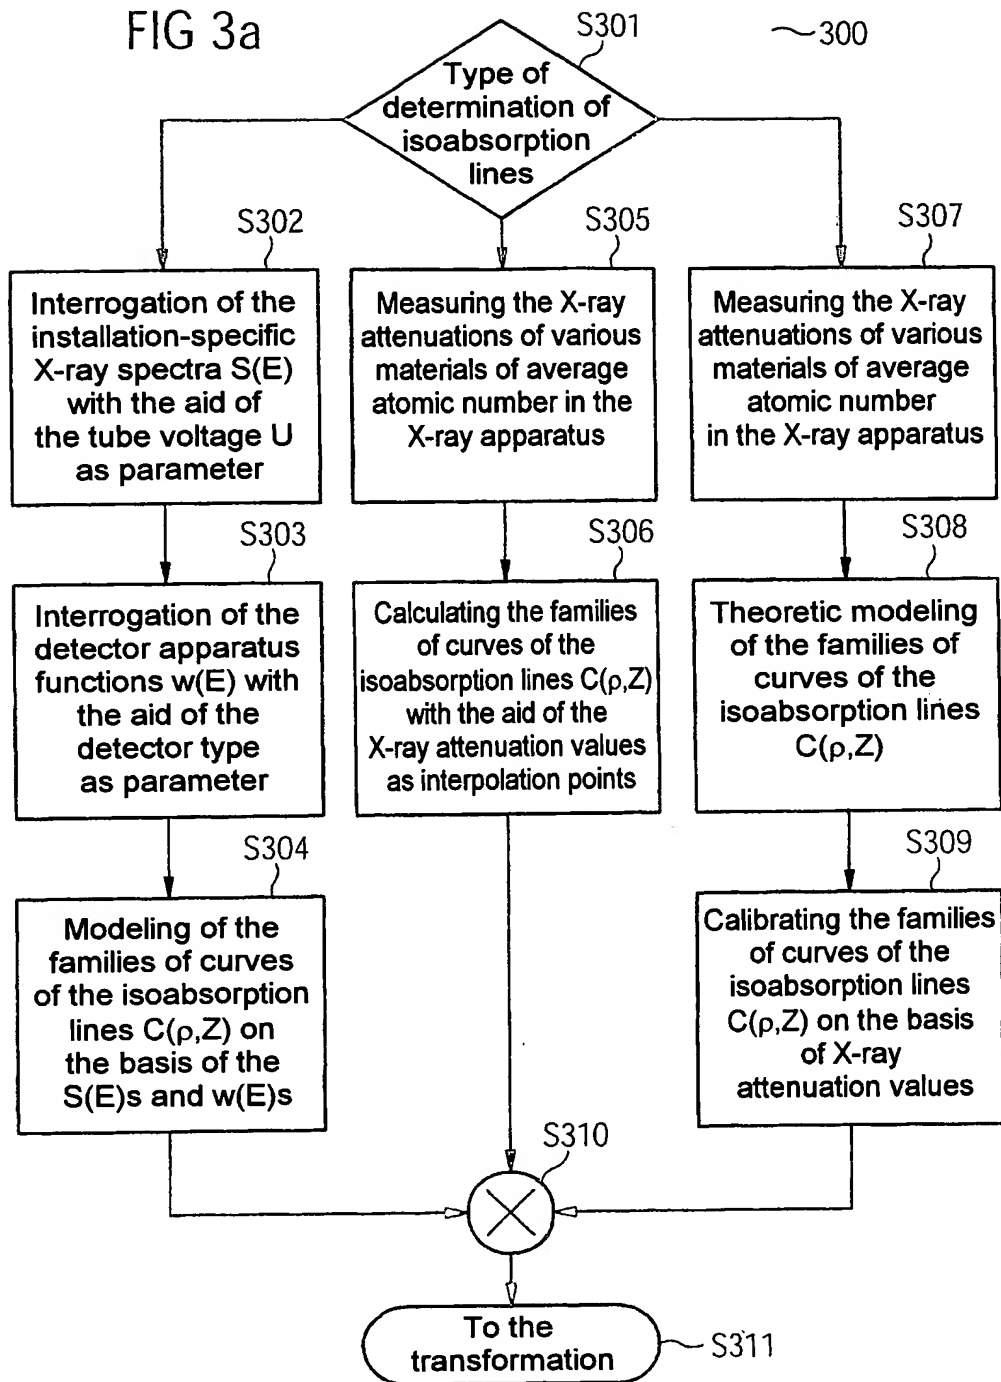 FIG 3a
S301
300
Type of
determination of
isoabsorption
lines
S302
Interrogation of the
installation-specific
X-ray spectra S(E)
with the aid of
the tube voltage U
as parameter
S305
Measuring the X-ray
attenuations of various
materials of average
atomic number in the
X-ray apparatus
S307
Measuring the X-ray
attenuations of various
materials of average
atomic number
in the X-ray apparatus
S303
Interrogation of the
detector apparatus
functions w(E) with
the aid of the
detector type
as parameter
S306
Calculating the families
of curves of the
isoabsorption lines C(ρ,Z)
with the aid of the
X-ray attenuation values
as interpolation points
S308
Theoretic modeling
of the families of
curves of the
isoabsorption lines
C(ρ,Z)
S304
Modeling of the
families of curves
of the isoabsorption
lines C(ρ,Z) on
the basis of the
S(E)s and w(E)s
S309
Calibrating the families
of curves of the
isoabsorption lines
C(ρ,Z) on the basis
of X-ray
attenuation values
S310
To the
transformation
S311